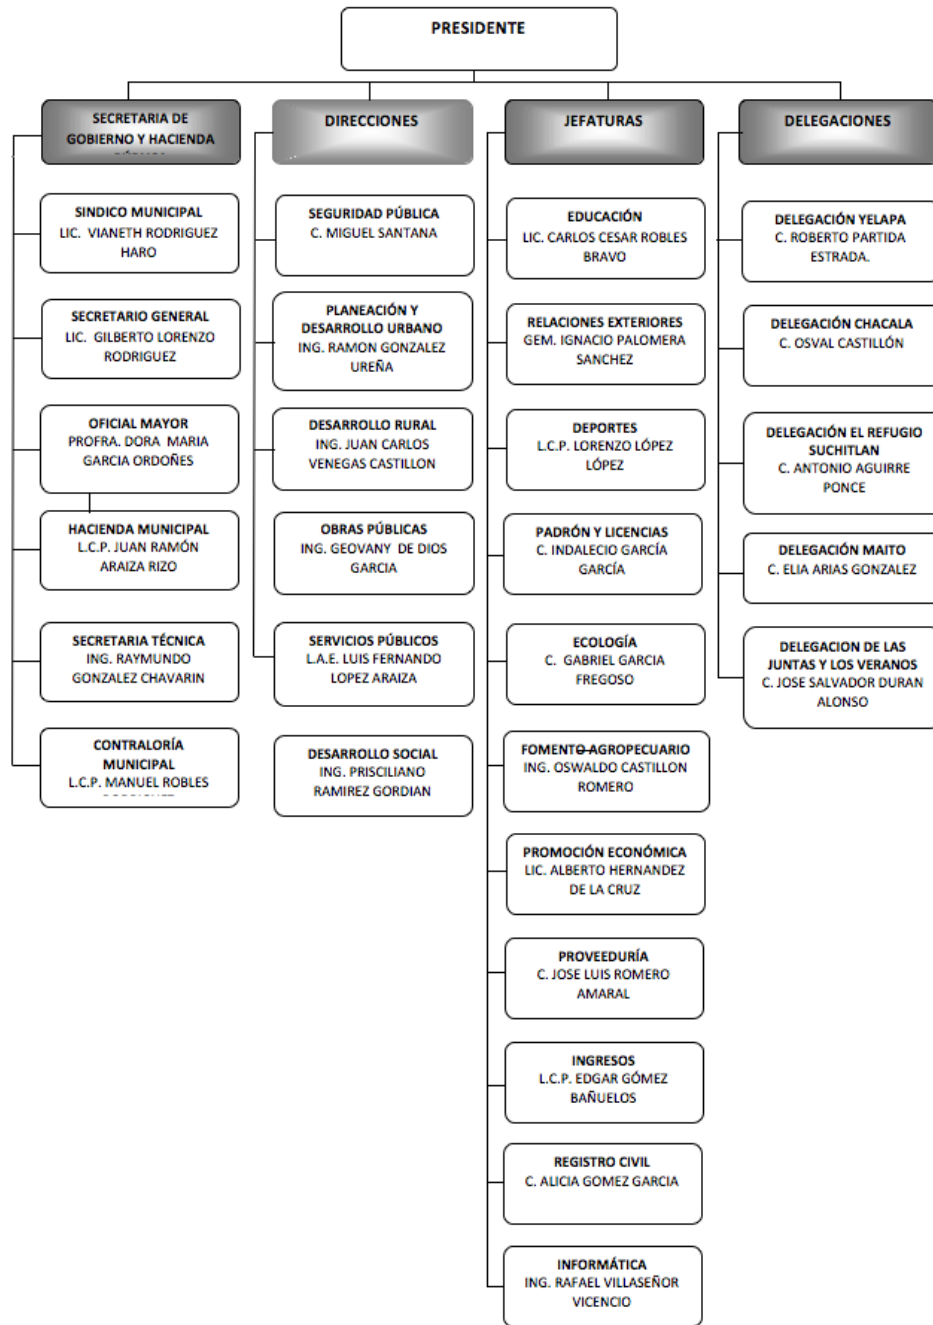 PRESIDENTE
SECRETARIA DE
GOBIERNO Y HACIENDA
SINDICO MUNICIPAL
LIC. VIANETH RODRIGUEZ
HARO
SECRETARIO GENERAL
LIC. GILBERTO LORENZO
RODRIGUEZ
OFICIAL MAYOR
PROFRA. DORA MARIA
GARCIA ORDOÑES
HACIENDA MUNICIPAL
L.C.P. JUAN RAMÓN
ARAIZA RIZO
SECRETARIA TÉCNICA
ING. RAYMUNDO
GONZALEZ CHAVARIN
CONTRALORÍA
MUNICIPAL
L.C.P. MANUEL ROBLES
DIRECCIONES
SEGURIDAD PÚBLICA
C. MIGUEL SANTANA
PLANEACIÓN Y
DESARROLLO URBANO
ING. RAMON GONZALEZ
UREÑA
DESARROLLO RURAL
ING. JUAN CARLOS
VENEGAS CASTILLON
OBRAS PÚBLICAS
ING. GEOVANY DE DIOS
GARCIA
SERVICIOS PÚBLICOS
L.A.E. LUIS FERNANDO
LOPEZ ARAIZA
DESARROLLO SOCIAL
ING. PRISCILIANO
RAMIREZ GORDIAN
JEFATURAS
EDUCACIÓN
LIC. CARLOS CESAR ROBLES
BRAVO
RELACIONES EXTERIORES
GEM. IGNACIO PALOMERA
SANCHEZ
DEPORTES
L.C.P. LORENZO LÓPEZ
LÓPEZ
PADRÓN Y LICENCIAS
C. INDALECIO GARCÍA
GARCÍA
ECOLOGÍA
C. GABRIEL GARCIA
FREGOSO
FOMENTO AGROPECUARIO
ING. OSWALDO CASTILLON
ROMERO
PROMOCIÓN ECONÓMICA
LIC. ALBERTO HERNANDEZ
DE LA CRUZ
PROVEEDURÍA
C. JOSE LUIS ROMERO
AMARAL
INGRESOS
L.C.P. EDGAR GÓMEZ
BAÑUELOS
REGISTRO CIVIL
C. ALICIA GOMEZ GARCIA
INFORMÁTICA
ING. RAFAEL VILLASEÑOR
VICENCIO
DELEGACIONES
DELEGACIÓN YELAPA
C. ROBERTO PARTIDA
ESTRADA.
DELEGACIÓN CHACALA
C. OSVAL CASTILLÓN
DELEGACIÓN EL REFUGIO
SUCHITLAN
C. ANTONIO AGUIRRE
PONCE
DELEGACIÓN MAITO
C. ELIA ARIAS GONZALEZ
DELEGACION DE LAS
JUNTAS Y LOS VERANOS
C. JOSE SALVADOR DURAN
ALONSO